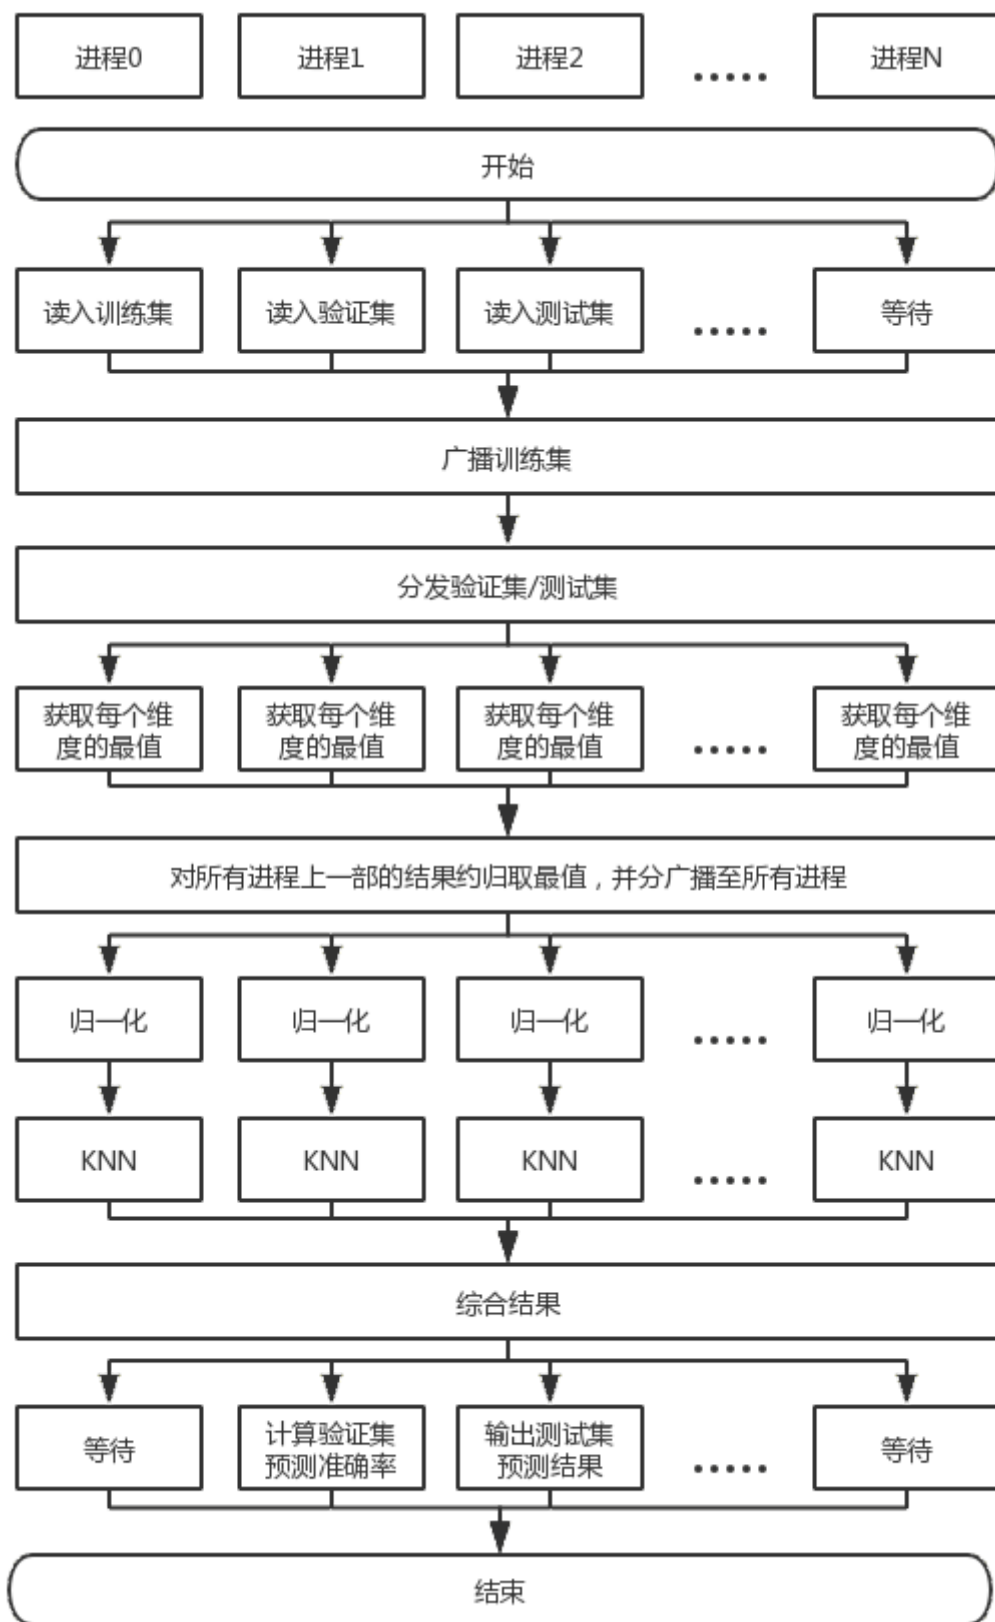 进程0
进程1
进程2
.....
进程N
开始
读入训练集
读入验证集
读入测试集
.....
等待
广播训练集
分发验证集/测试集
获取每个维
度的最值
获取每个维
度的最值
获取每个维
度的最值
.....
获取每个维
度的最值
对所有进程上一部的结果约归取最值，并分广播至所有进程
归一化
归一化
归一化
.....
归一化
KNN
KNN
KNN
.....
KNN
综合结果
等待
计算验证集
预测准确率
输出测试集
预测结果
.....
等待
结束